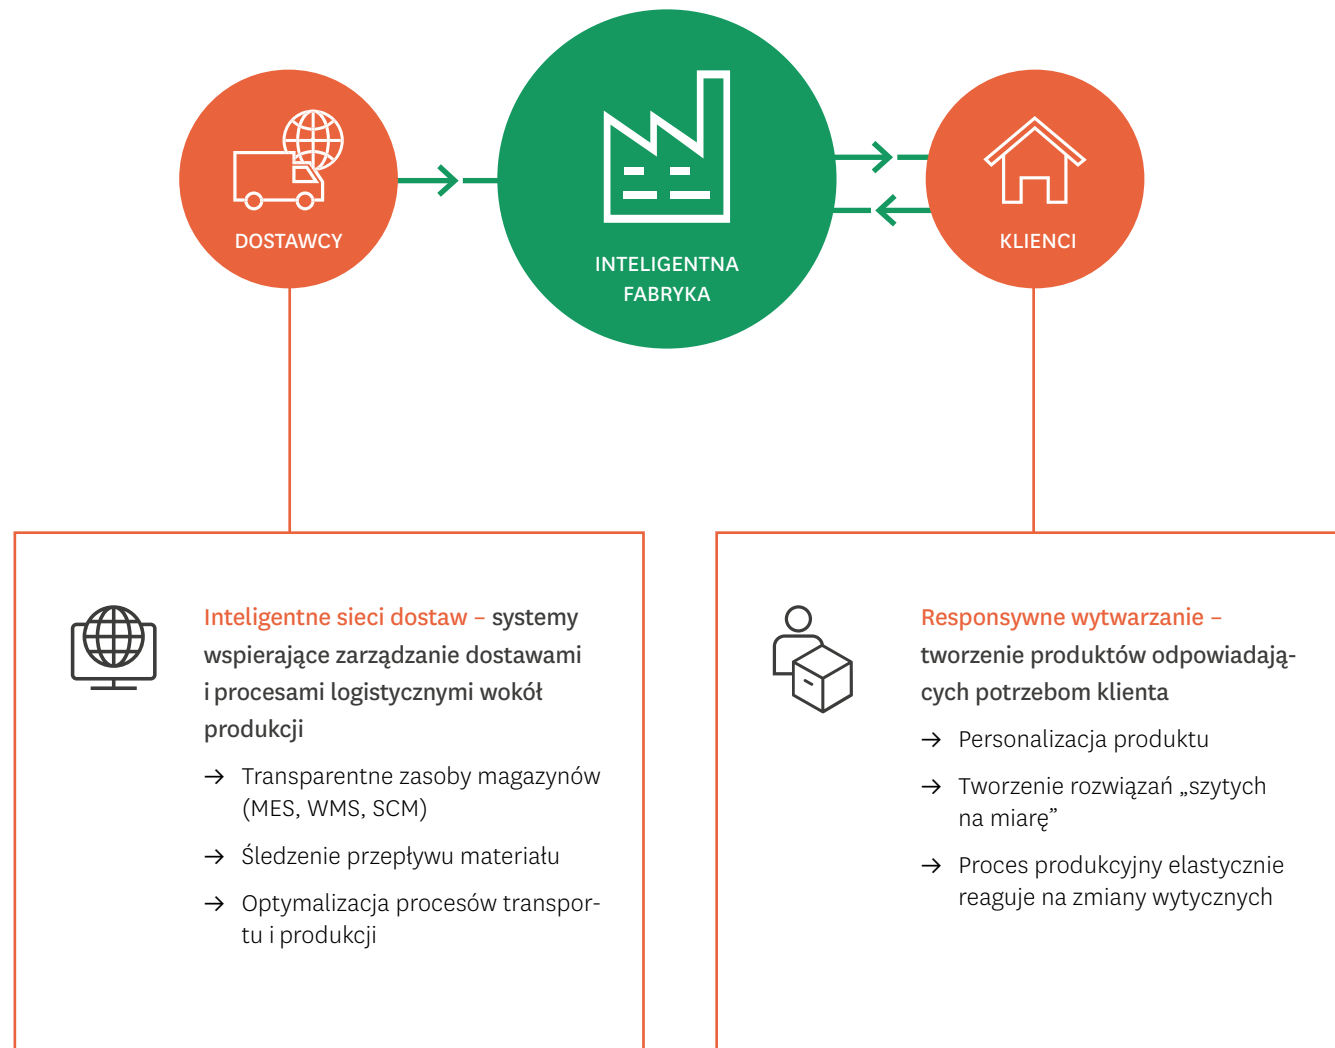 DOSTAWCY
INTELIGENTNA
FABRYKA
KLIENCI
Inteligentne sieci dostaw – systemy
wspierające zarządzanie dostawami
i procesami logistycznymi wokół
produkcji
→ Transparentne zasoby magazynów
(MES, WMS, SCM)
→ Śledzenie przepływu materiału
→ Optymalizacja procesów transpor-
tu i produkcji
Responsywne wytwarzanie –
tworzenie produktów odpowiadają-
cych potrzebom klienta
→ Personalizacja produktu
→ Tworzenie rozwiązań „szytych
na miarę”
→ Proces produkcyjny elastycznie
reaguje na zmiany wytycznych